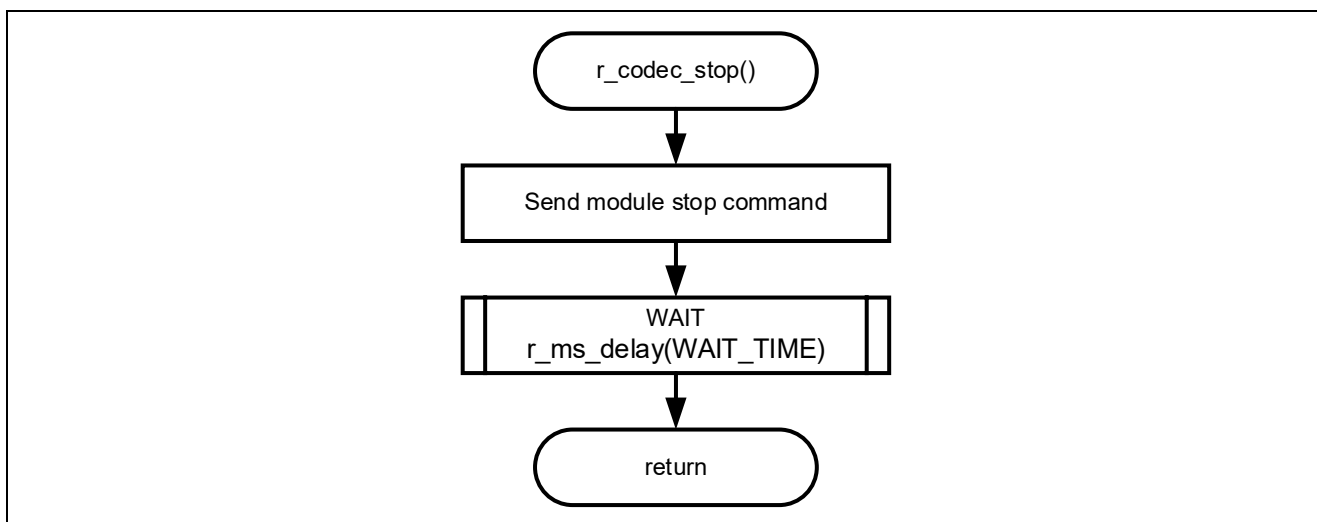 r_codec_stop()
Send module stop command
WAIT
r_ms_delay(WAIT_TIME)
return